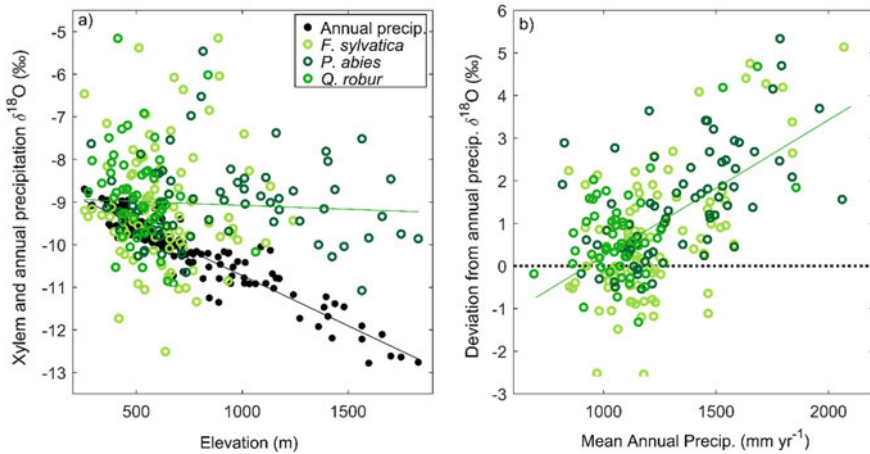 a)
Annual precip.
F. sylvatica
P. abies
Q. robur
Xylem and annual precipitation δ18O (‰)
-5
-6
-7
-8
-9
-10
-11
-12
-13
500
1000
1500
Elevation (m)
b)
Deviation from annual precip. δ18O (‰)
6
5
4
3
2
1
0
-1
-2
-3
1000
1500
2000
Mean Annual Precip. (mm yr-1)